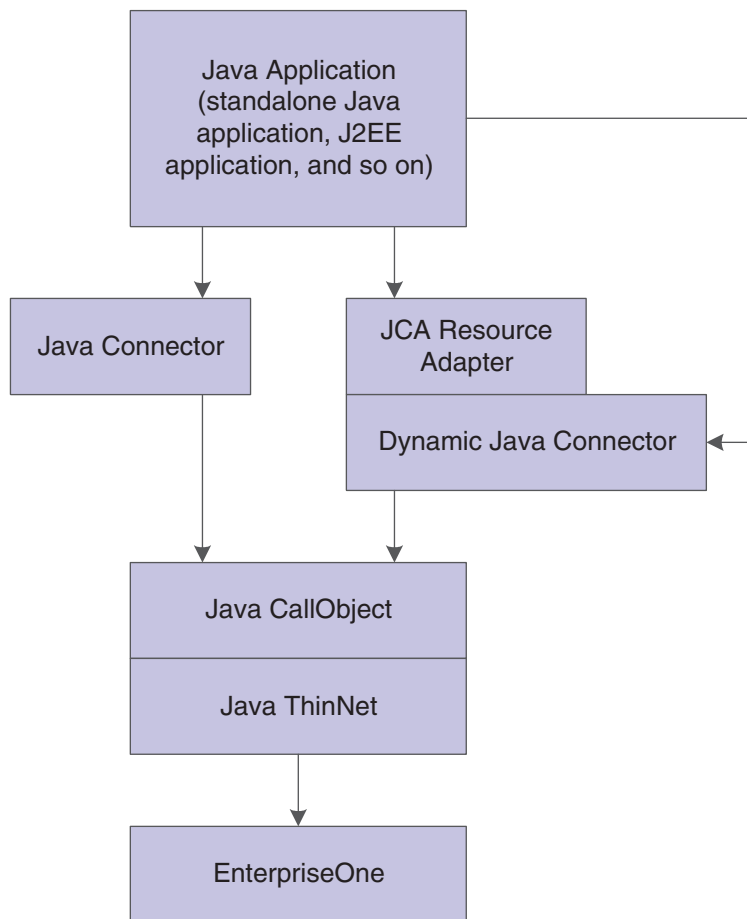 Java Application
(standalone Java
application, J2EE
application, and so on)
Java Connector
JCA Resource
Adapter
Dynamic Java Connector
Java CallObject
Java ThinNet
EnterpriseOne